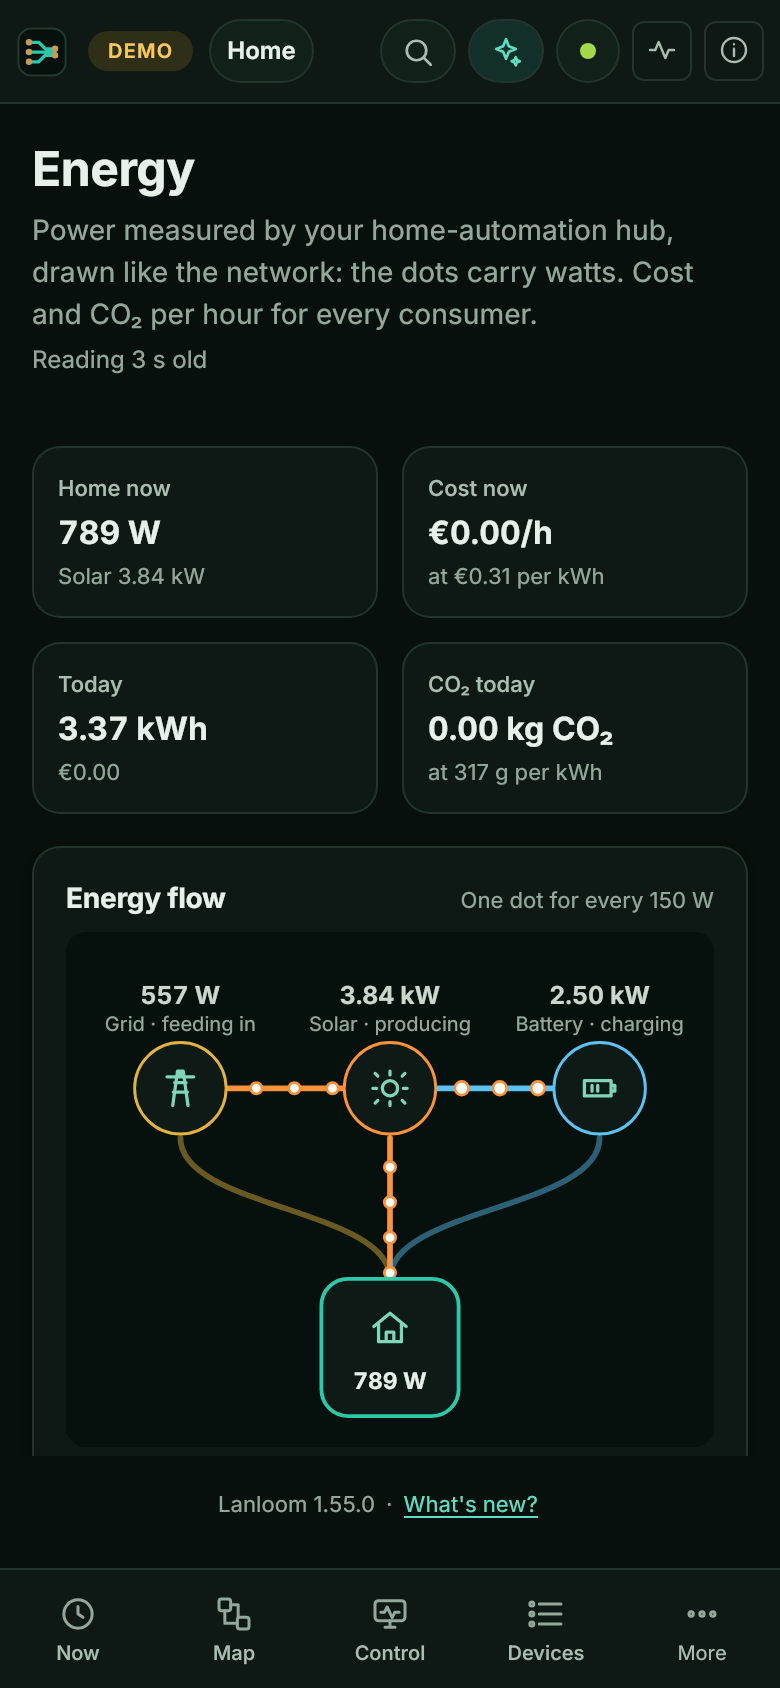 DEMO
Home
Energy
Power measured by your home-automation hub,
drawn like the network: the dots carry watts. Cost
and CO₂ per hour for every consumer.
Reading 3 s old
Home now
789 W
Solar 3.84 kW
Cost now
€0.00/h
at €0.31 per kWh
Today
3.37 kWh
€0.00
CO₂ today
0.00 kg CO₂
at 317 g per kWh
Energy flow
One dot for every 150 W
557 W
Grid · feeding in
3.84 kW
Solar · producing
2.50 kW
Battery · charging
789 W
Lanloom 1.55.0 · What's new?
Now
Map
Control
Devices
More